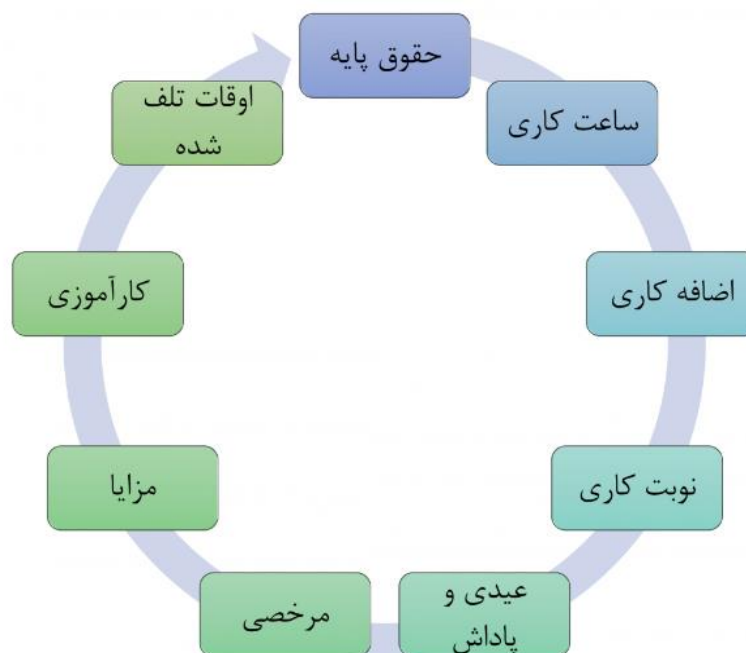 حقوق پایه
ساعت کاری
اضافه کاری
نوبت کاری
عیدی و
پاداش
مرخصی
مزایا
کارآموزی
اوقات تلف
شده